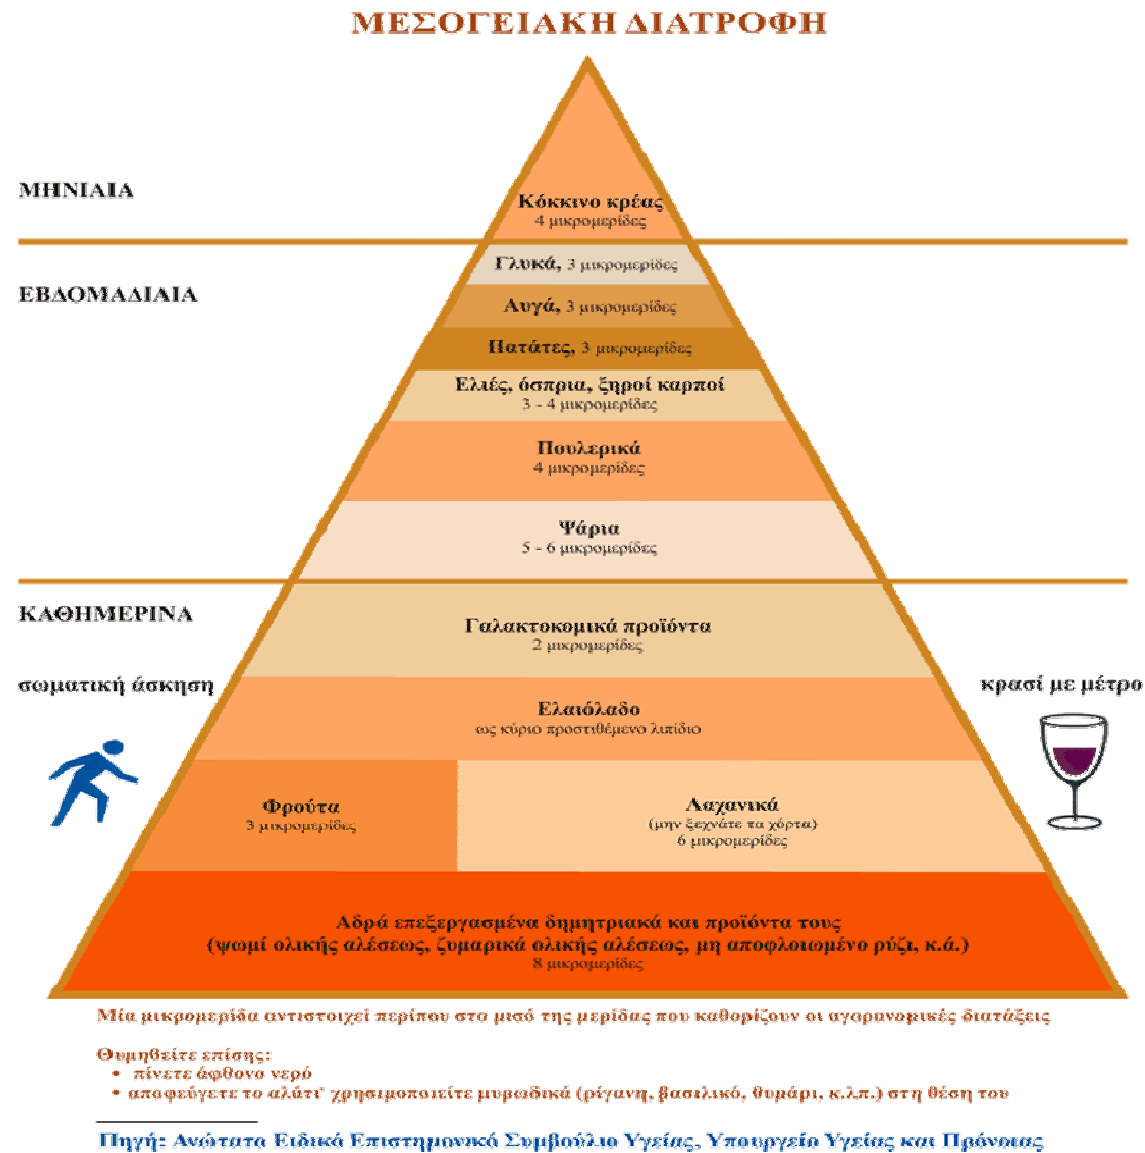 ΜΕΣΟΓΕΙΑΚΗ ΔΙΑΤΡΟΦΗ
ΜΗΝΙΑΙΑ
Κόκκινο κρέας
4 μικρομερίδες
Γλυκά, 3 μικρομερίδες
ΕΒΔΟΜΑΔΙΑΙΑ
Αυγά, 3 μικρομερίδες
Πατάτες, 3 μικρομερίδες
Ελιές, όσπρια, ξηροί καρποί
3 - 4 μικρομερίδες
Πουλερικά
4 μικρομερίδες
Ψάρια
5 - 6 μικρομερίδες
ΚΑΘΗΜΕΡΙΝΑ
Γαλακτοκομικά προϊόντα
2 μικρομερίδες
σωματική άσκηση
κρασί με μέτρο
Ελαιόλαδο
ως κύριο προστιθέμενο λιπίδιο
Φρούτα
3 μικρομερίδες
Λαχανικά
(μην ξεχνάτε τα χόρτα)
6 μικρομερίδες
Αδρά επεξεργασμένα δημητριακά και προϊόντα τους
(ψωμί ολικής αλέσεως, ζυμαρικά ολικής αλέσεως, μη αποφλοιωμένο ρύζι, κ.ά.)
8 μικρομερίδες
Μία μικρομερίδα αντιστοιχεί περίπου στο μισό της μερίδας που καθορίζουν οι αγορανομικές διατάξεις
Θυμηθείτε επίσης:
• πίνετε άφθονο νερό
• αποφεύγετε το αλάτι· χρησιμοποιείτε μυρωδικά (ρίγανη, βασιλικό, θυμάρι, κ.λπ.) στη θέση του
Πηγή: Ανώτατο Ειδικό Επιστημονικό Συμβούλιο Υγείας, Υπουργείο Υγείας και Πρόνοιας